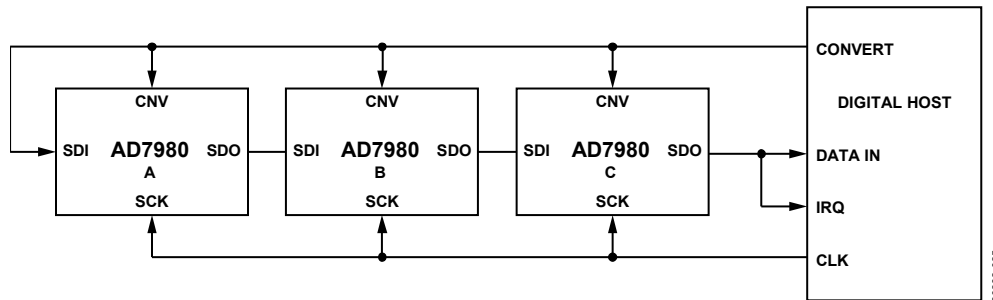 CONVERT
CNV CNV CNV
DIGITAL HOST
SDI AD7980 SDO SDI AD7980 SDO SDI AD7980 SDO DATA IN
A B C
SCK SCK SCK IRQ
CLK